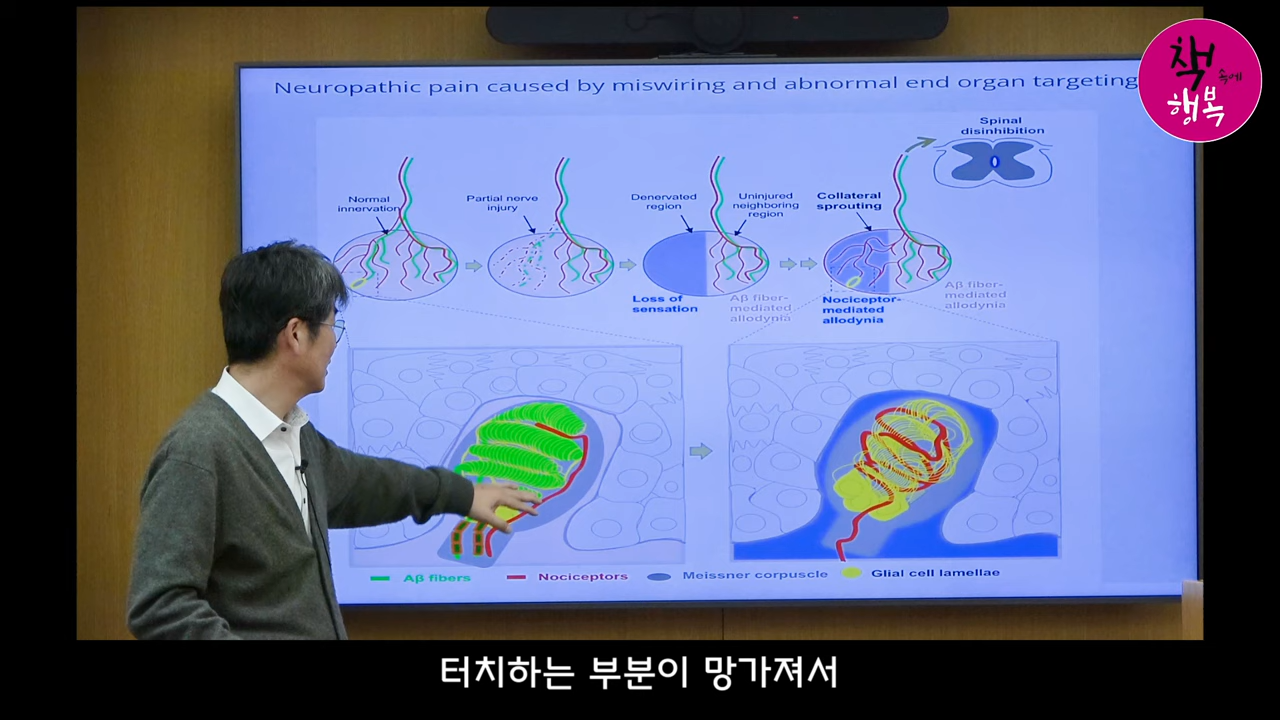 Neuropathic pain caused by miswiring and abnormal end organ targeting
책
속에
행복
Spinal
disinhibition
Normal
innervation
Partial nerve
injury
Denervated
region
Uninjured
neighboring
region
Collateral
sprouting
Loss of
sensation
Aβ fiber-
mediated
allodynia
Nociceptor-
mediated
allodynia
Aβ fiber-
mediated
allodynia
Aβ fibers
Nociceptors
Meissner corpuscle
Glial cell lamellae
터치하는 부분이 망가져서